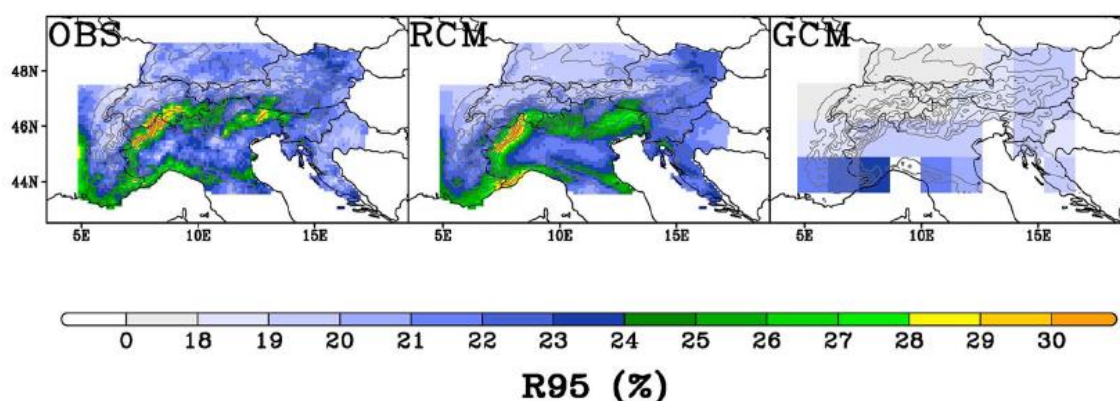 OBS RCM GCM
48N
46N
44N
5E 10E 15E 5E 10E 15E 5E 10E 15E
0 18 19 20 21 22 23 24 25 26 27 28 29 30
R95 (%)